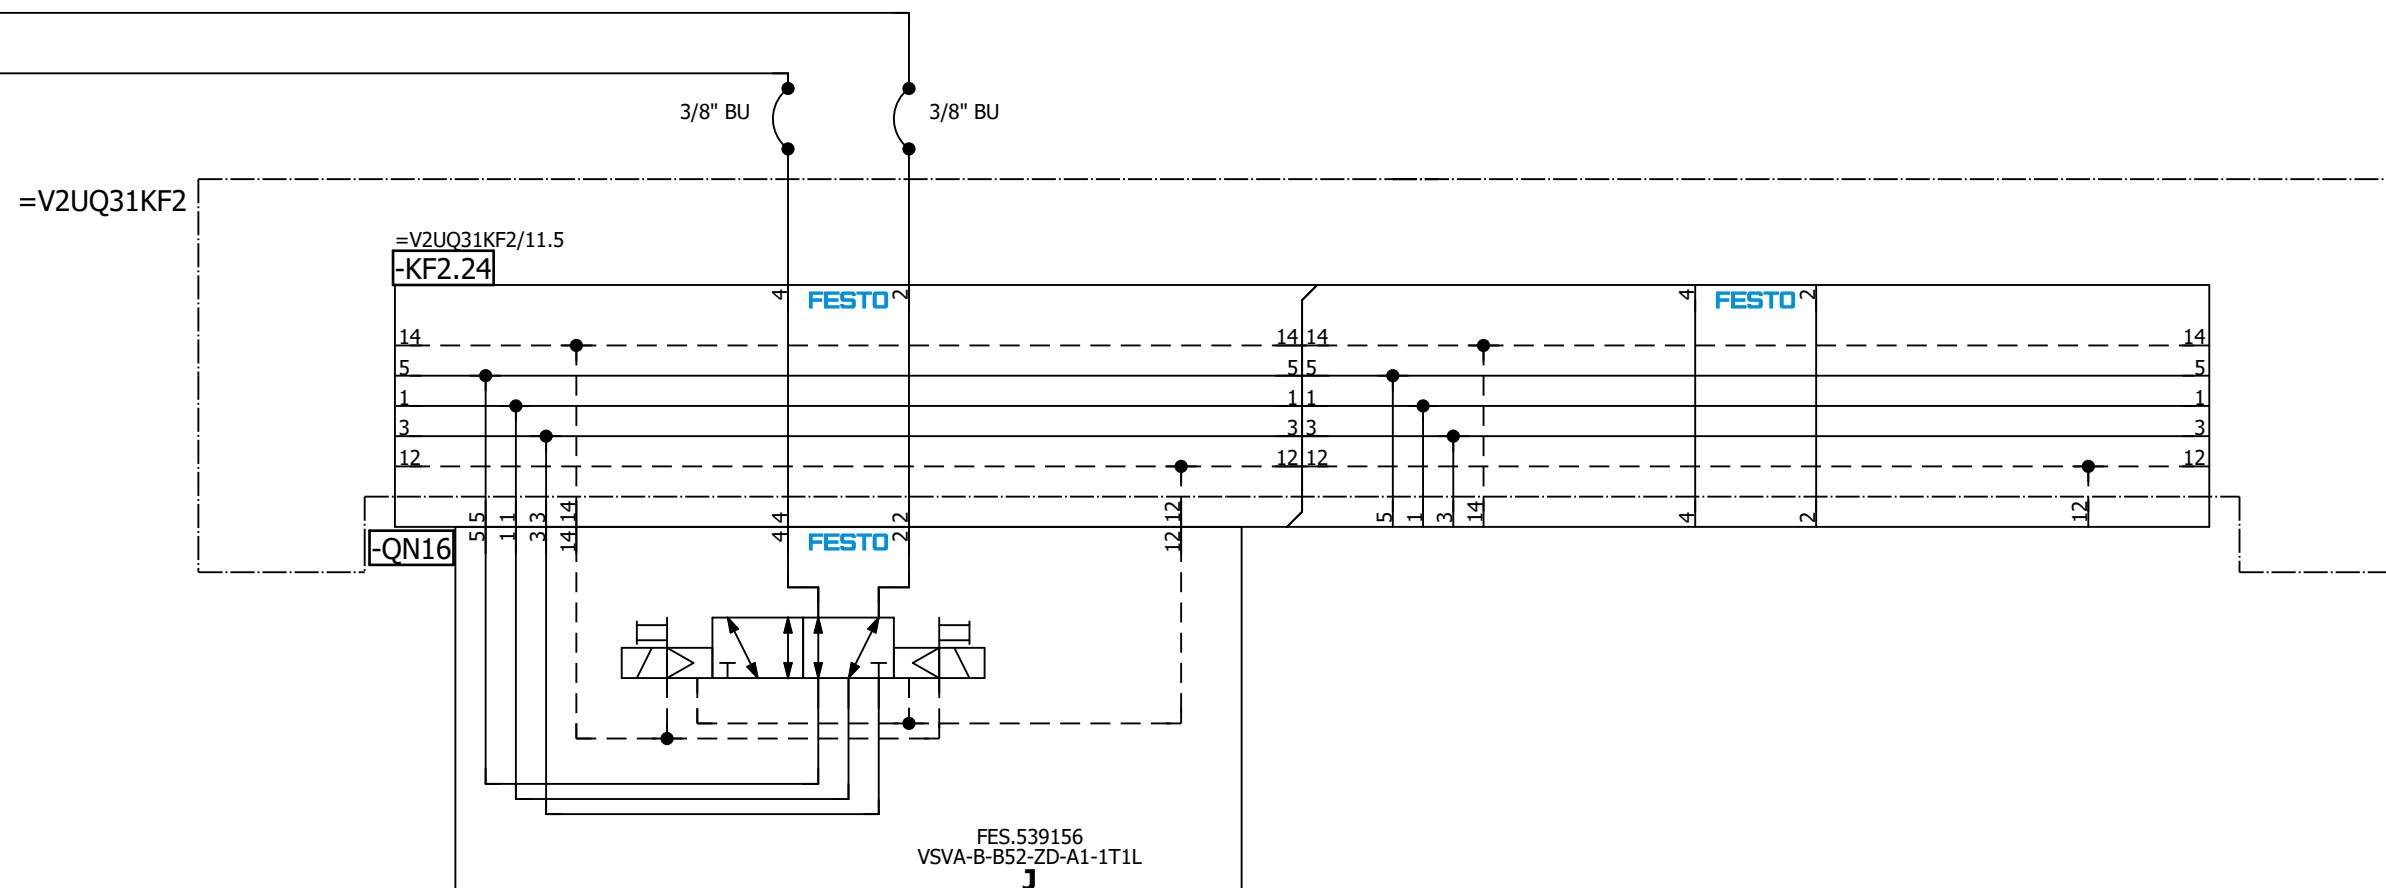 3/8" BU 3/8" BU
=V2UQ31KF2
=V2UQ31KF2/11.5
-KF2.24
4 FESTO 2 4 FESTO 2
14 14 14 14
5 5 5 5
1 1 1 1
3 3 3 3
12 12 12 12
5 1 3 14 4 2 12 5 1 3 14 4 2 12
-QN16
5 1 3 14 4 FESTO 2 12
FES.539156
VSVA-B-B52-ZD-A1-1T1L
J